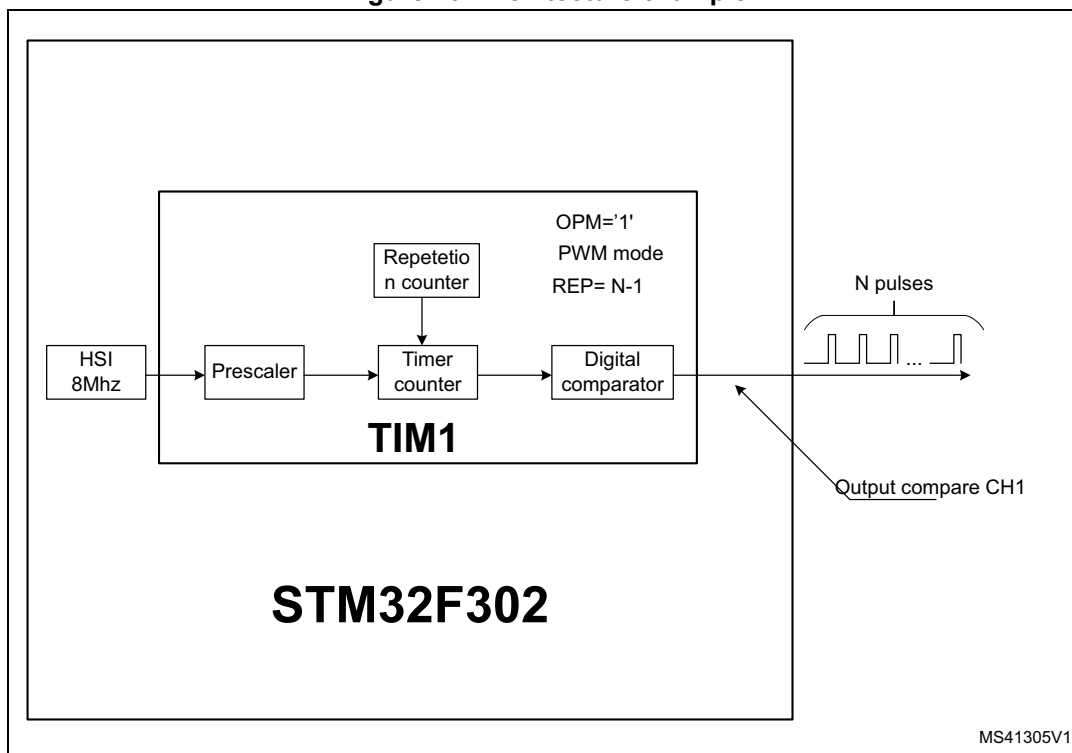 OPM='1'
PWM mode
REP= N-1
Repetetio
n counter
N pulses
HSI
8Mhz
Prescaler
Timer
counter
Digital
comparator
...
TIM1
Output compare CH1
STM32F302
MS41305V1